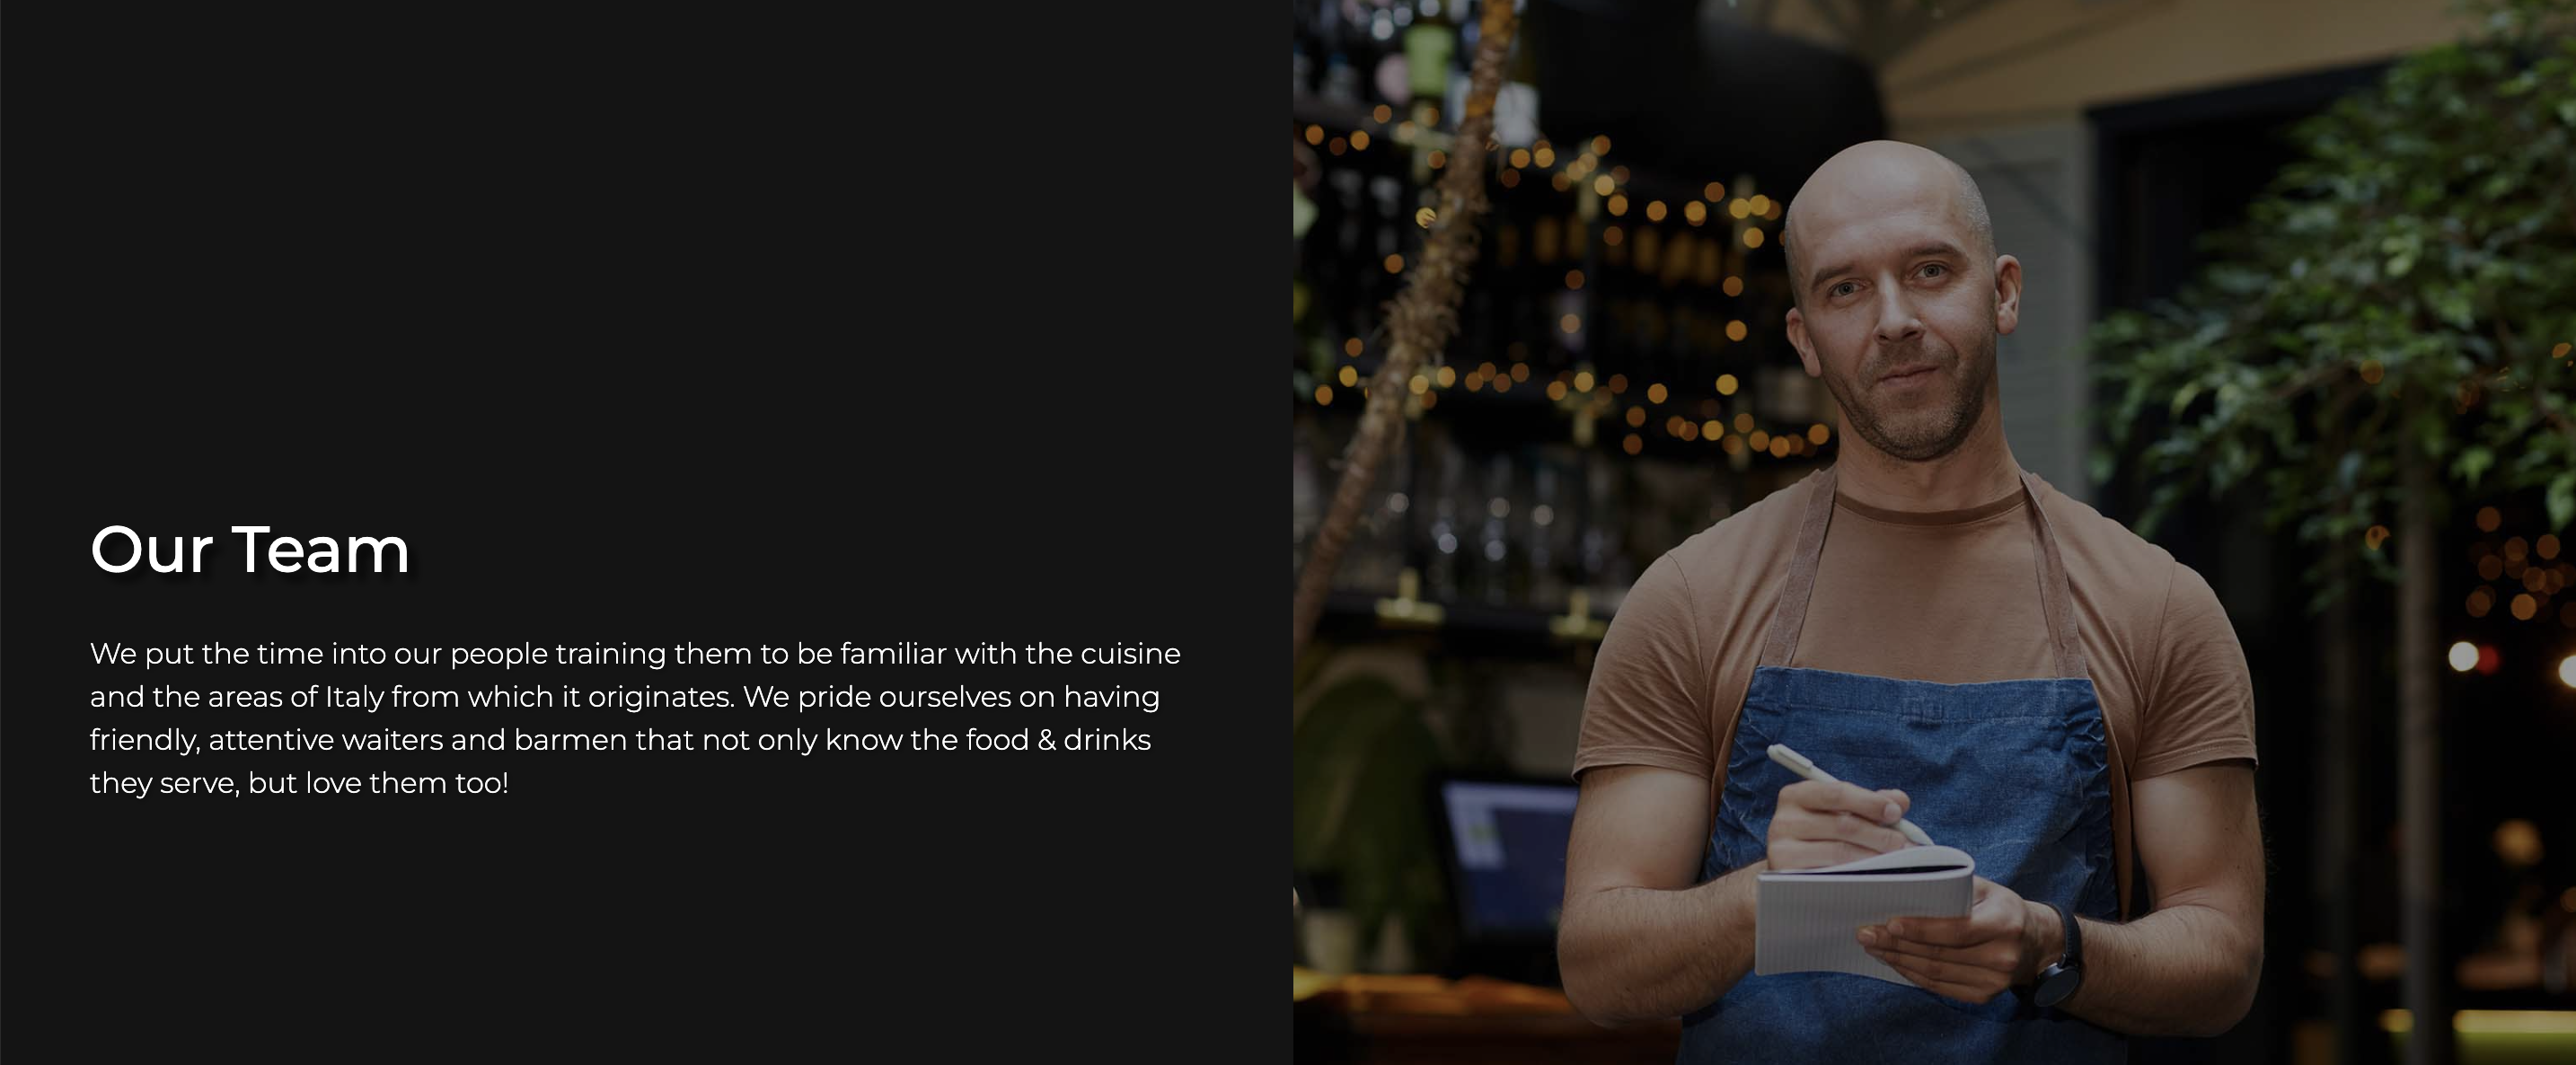 Our Team
We put the time into our people training them to be familiar with the cuisine
and the areas of Italy from which it originates. We pride ourselves on having
friendly, attentive waiters and barmen that not only know the food & drinks
they serve, but love them too!